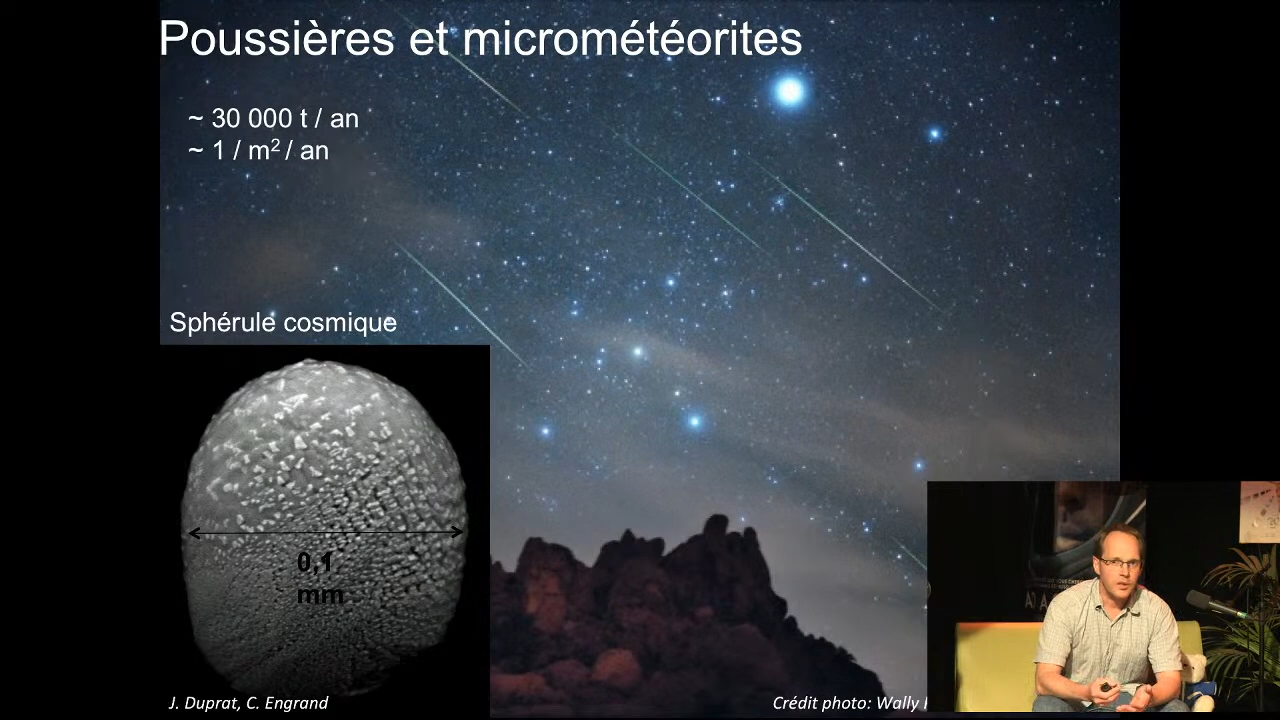 Poussières et micrométéorites
~ 30 000 t / an
~ 1 / m² / an
Sphérule cosmique
0,1
mm
J. Duprat, C. Engrand
Crédit photo: Wally